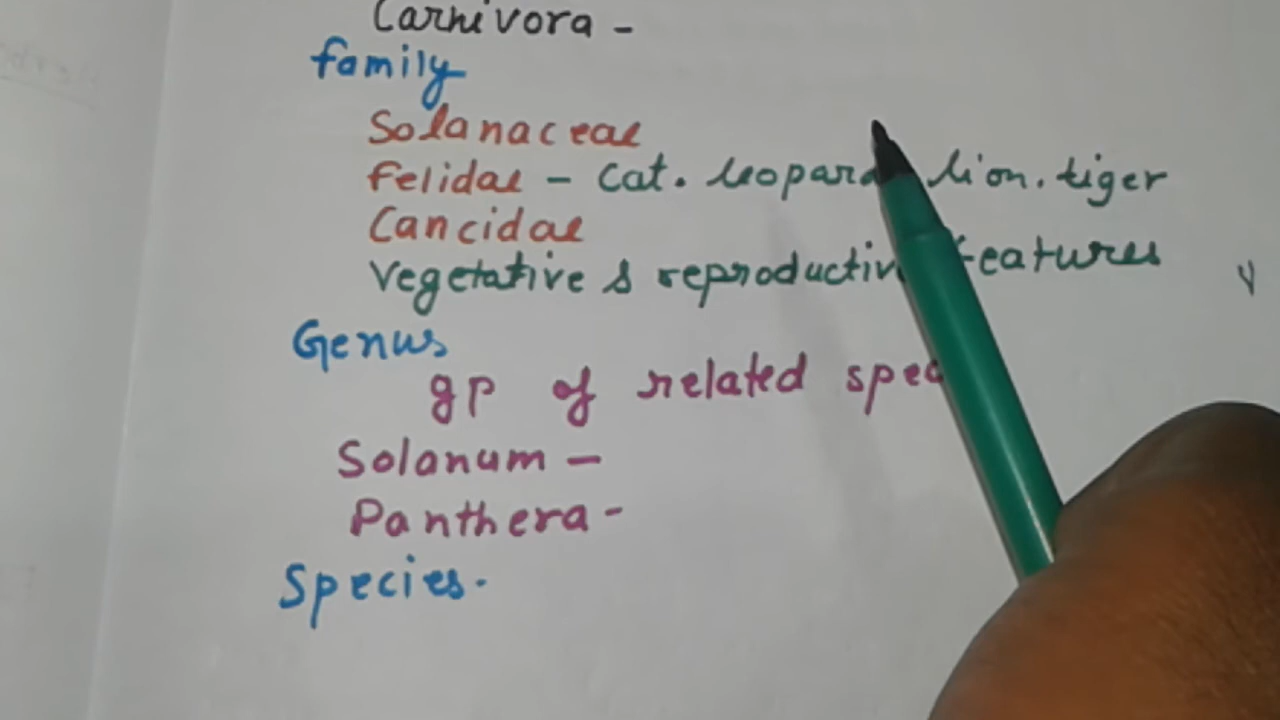 Carnivora -
family
Solanaceae
Felidae - Cat. leopard lion. tiger
Cancidae
Vegetative & reproductive features
Genus
gp of related
Solanum -
Panthera -
Species.